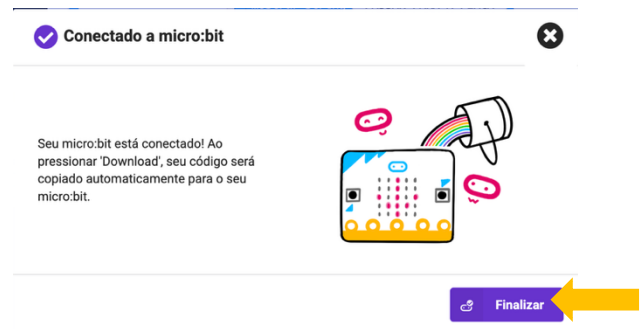 Conectado a micro:bit
Seu micro:bit está conectado! Ao
pressionar 'Download', seu código será
copiado automaticamente para o seu
micro:bit.
Finalizar